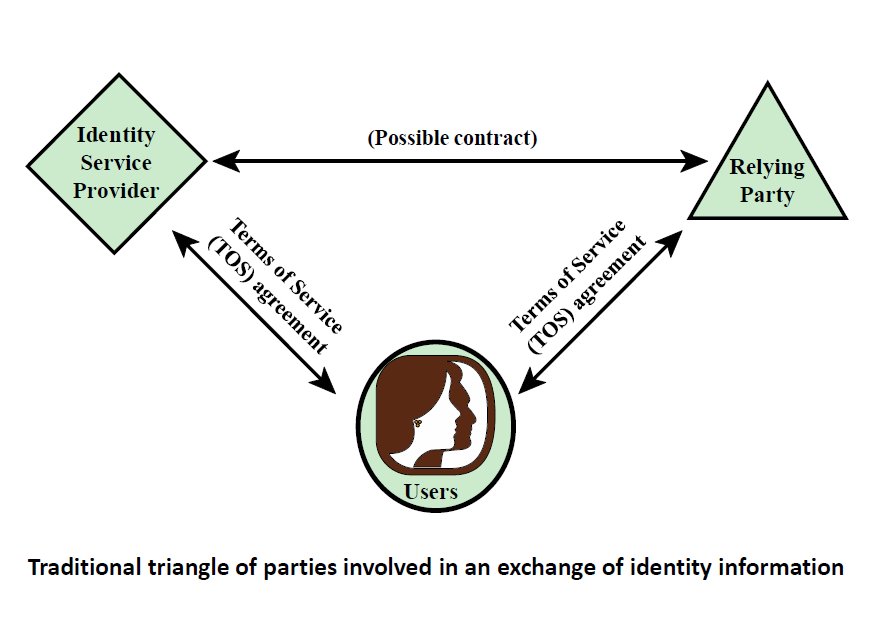 (Possible contract)
Identity
Service
Provider
Relying
Party
Terms of Service
(TOS) agreement
Terms of Service
(TOS) agreement
Users
Traditional triangle of parties involved in an exchange of identity information